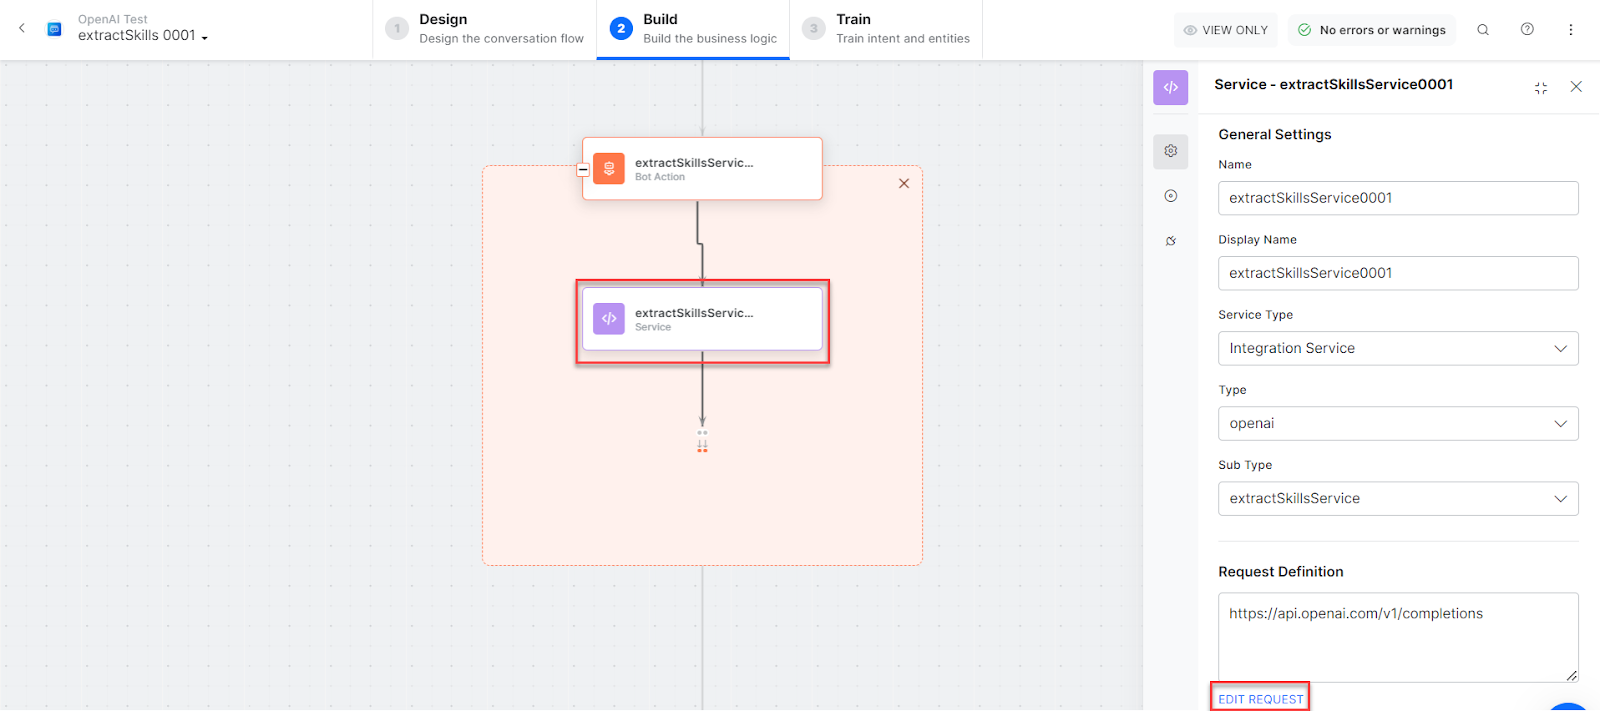 OpenAI Test
extractSkills 0001
1
Design
Design the conversation flow
2
Build
Build the business logic
3
Train
Train intent and entities
VIEW ONLY
No errors or warnings
extractSkillsServic...
Bot Action
extractSkillsServic...
Service
Service - extractSkillsService0001
General Settings
Name
extractSkillsService0001
Display Name
extractSkillsService0001
Service Type
Integration Service
Type
openai
Sub Type
extractSkillsService
Request Definition
https://api.openai.com/v1/completions
EDIT REQUEST